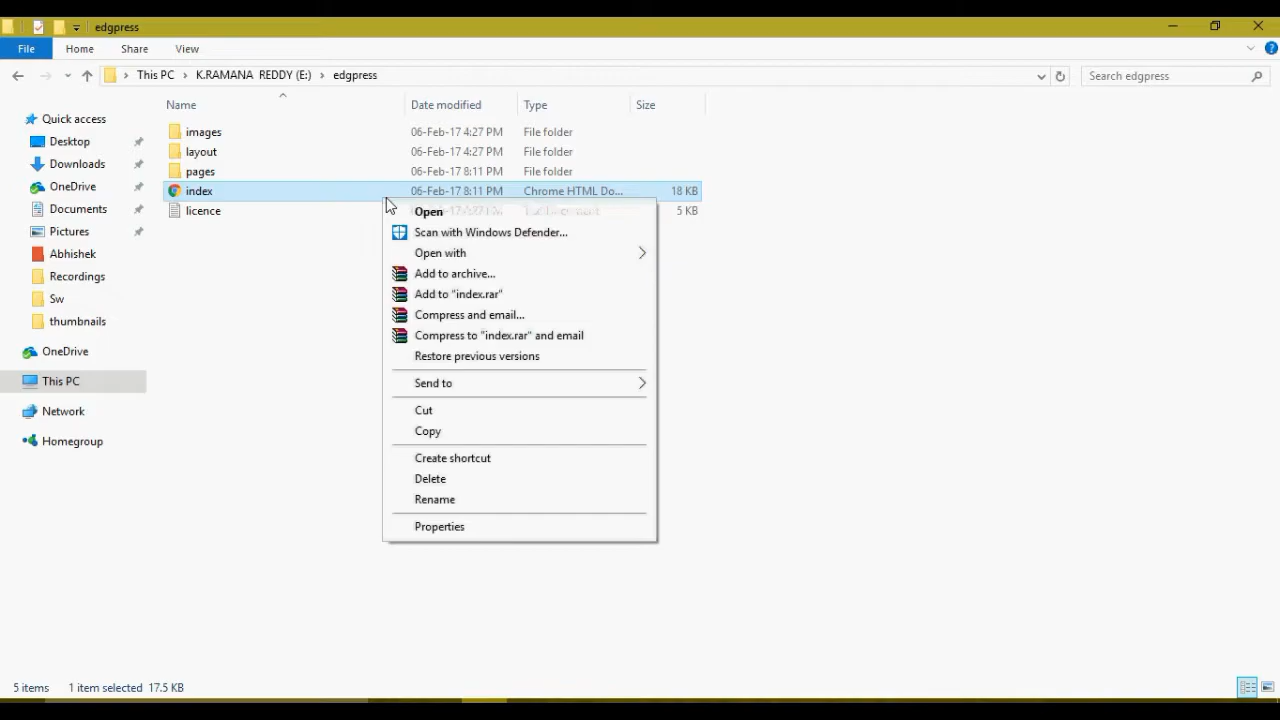 edgpress
File Home Share View
This PC K.RAMANA REDDY (E:) edgpress Search edgpress
Name Date modified Type Size
Quick access
Desktop
Downloads
OneDrive
Documents
Pictures
Abhishek
Recordings
Sw
thumbnails
OneDrive
This PC
Network
Homegroup
images 06-Feb-17 4:27 PM File folder
layout 06-Feb-17 4:27 PM File folder
pages 06-Feb-17 8:11 PM File folder
index 06-Feb-17 8:11 PM Chrome HTML Do... 18 KB
licence 5 KB
Open
Scan with Windows Defender...
Open with
Add to archive...
Add to "index.rar"
Compress and email...
Compress to "index.rar" and email
Restore previous versions
Send to
Cut
Copy
Create shortcut
Delete
Rename
Properties
5 items 1 item selected 17.5 KB